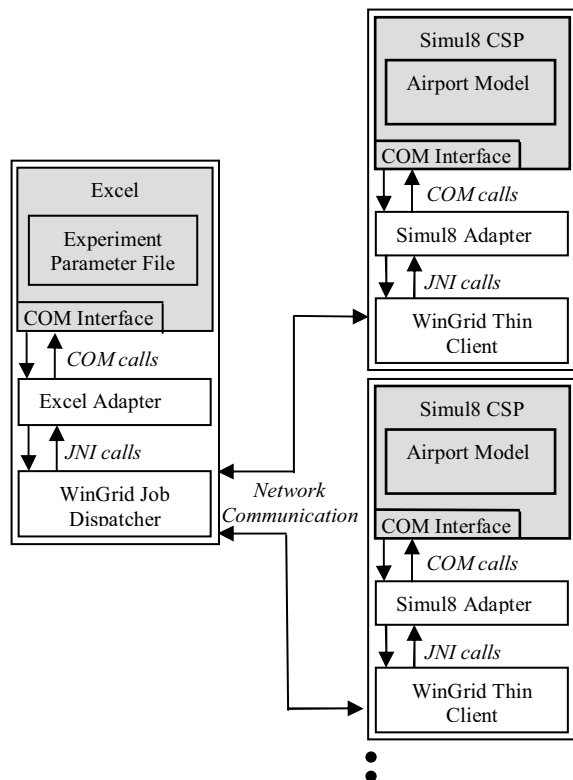 Excel
Experiment
Parameter File
COM Interface
COM calls
Excel Adapter
JNI calls
WinGrid Job
Dispatcher
Network
Communication
Simul8 CSP
Airport Model
COM Interface
COM calls
Simul8 Adapter
JNI calls
WinGrid Thin
Client
Simul8 CSP
Airport Model
COM Interface
COM calls
Simul8 Adapter
JNI calls
WinGrid Thin
Client